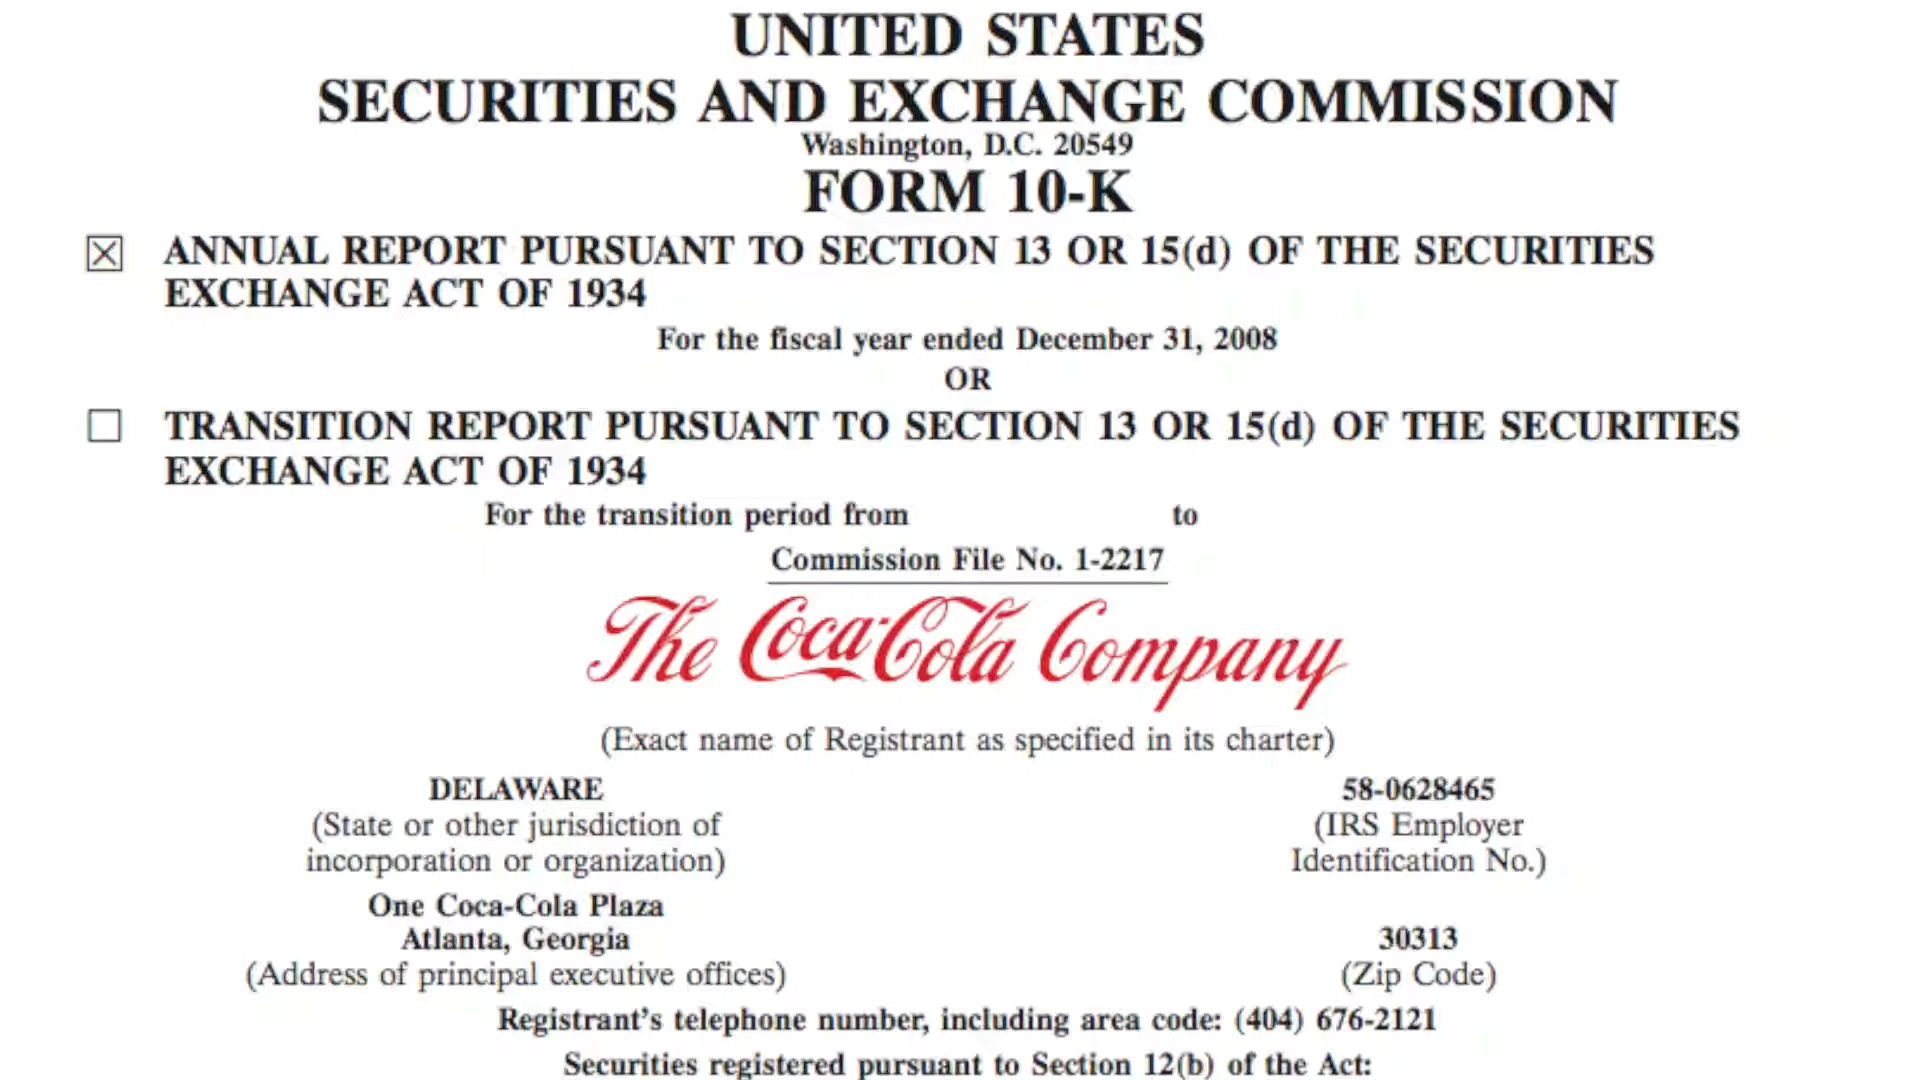 UNITED STATES
SECURITIES AND EXCHANGE COMMISSION
Washington, D.C. 20549
FORM 10-K
☒ ANNUAL REPORT PURSUANT TO SECTION 13 OR 15(d) OF THE SECURITIES
EXCHANGE ACT OF 1934
For the fiscal year ended December 31, 2008
OR
☐ TRANSITION REPORT PURSUANT TO SECTION 13 OR 15(d) OF THE SECURITIES
EXCHANGE ACT OF 1934
For the transition period from to
Commission File No. 1-2217
The Coca-Cola Company
(Exact name of Registrant as specified in its charter)
DELAWARE
(State or other jurisdiction of
incorporation or organization)
58-0628465
(IRS Employer
Identification No.)
One Coca-Cola Plaza
Atlanta, Georgia
(Address of principal executive offices)
30313
(Zip Code)
Registrant's telephone number, including area code: (404) 676-2121
Securities registered pursuant to Section 12(b) of the Act: